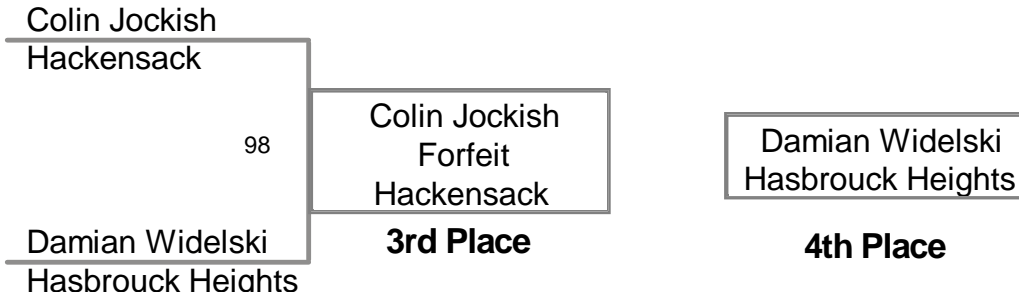 Colin Jockish
Hackensack
98
Colin Jockish
Forfeit
Hackensack
3rd Place
Damian Widelski
Hasbrouck Heights
4th Place
Damian Widelski
Hasbrouck Heights